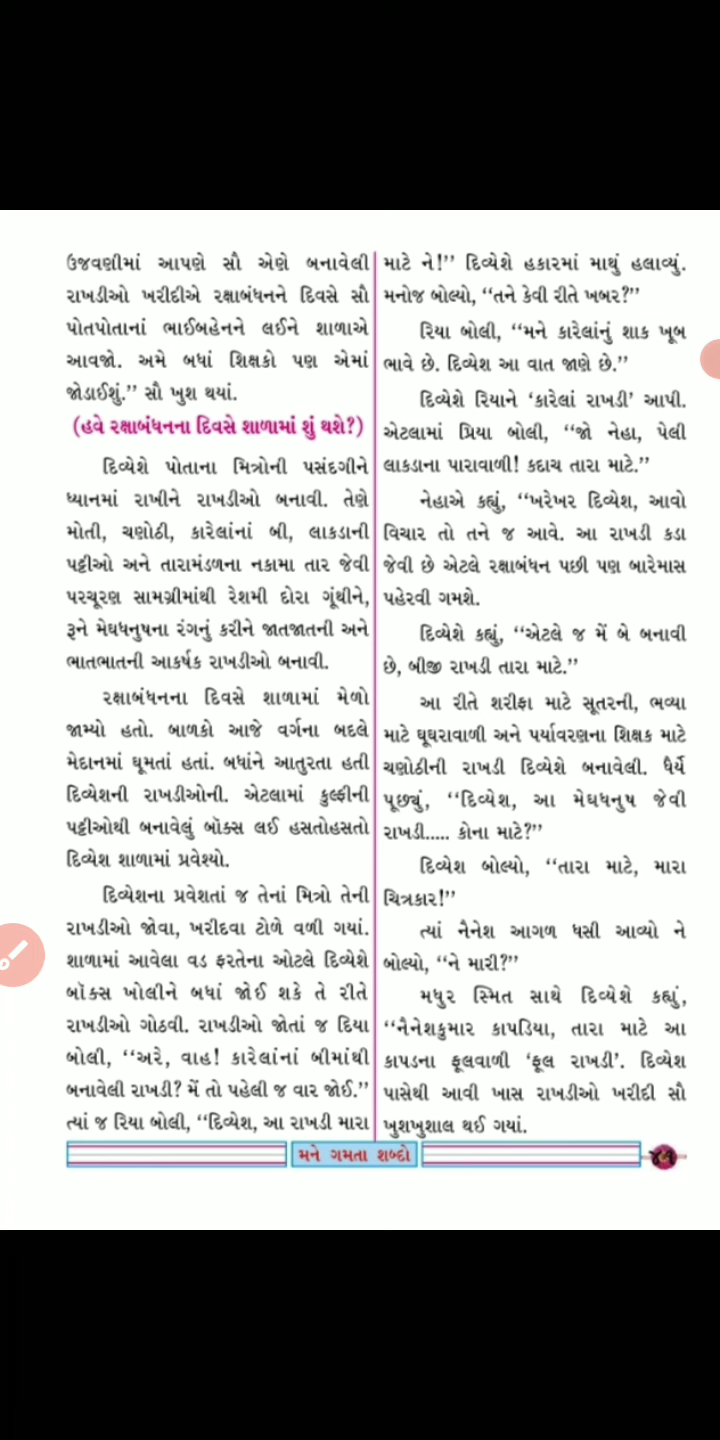 ઉજવણીમાં આપણે સૌ એણે બનાવેલી
રાખડીઓ ખરીદીએ રક્ષાબંધનને દિવસે સૌ
પોતપોતાનાં ભાઈબહેનને લઈને શાળાએ
આવજો. અમે બધાં શિક્ષકો પણ એમાં
જોડાઈશું.’’ સૌ ખુશ થયાં.
(હવે રક્ષાબંધનના દિવસે શાળામાં શું થશે?)
દિવ્યેશે પોતાના મિત્રોની પસંદગીને
ધ્યાનમાં રાખીને રાખડીઓ બનાવી. તેણે
મોતી, ચણોઠી, કારેલાંનાં બી, લાકડાની
પટ્ટીઓ અને તારામંડળના નકામા તાર જેવી
પરચૂરણ સામગ્રીમાંથી રેશમી દોરા ગૂંથીને,
રૂને મેઘધનુષના રંગનું કરીને જાતજાતની અને
ભાતભાતની આકર્ષક રાખડીઓ બનાવી.
રક્ષાબંધનના દિવસે શાળામાં મેળો
જામ્યો હતો. બાળકો આજે વર્ગના બદલે
મેદાનમાં ઘૂમતાં હતાં. બધાંને આતુરતા હતી
દિવ્યેશની રાખડીઓની. એટલામાં કુલ્ફીની
પટ્ટીઓથી બનાવેલું બૉક્સ લઈ હસતોહસતો
દિવ્યેશ શાળામાં પ્રવેશ્યો.
દિવ્યેશના પ્રવેશતાં જ તેનાં મિત્રો તેની
રાખડીઓ જોવા, ખરીદવા ટોળે વળી ગયાં.
શાળામાં આવેલા વડ ફરતેના ઓટલે દિવ્યેશે
બૉક્સ ખોલીને બધાં જોઈ શકે તે રીતે
રાખડીઓ ગોઠવી. રાખડીઓ જોતાં જ દિયા
બોલી, ‘‘અરે, વાહ! કારેલાંનાં બીમાંથી
બનાવેલી રાખડી? મેં તો પહેલી જ વાર જોઈ.’’
ત્યાં જ રિયા બોલી, ‘‘દિવ્યેશ, આ રાખડી મારા
માટે ને!’’ દિવ્યેશે હકારમાં માથું હલાવ્યું.
મનોજ બોલ્યો, ‘‘તને કેવી રીતે ખબર?’’
રિયા બોલી, ‘‘મને કારેલાંનું શાક ખૂબ
ભાવે છે. દિવ્યેશ આ વાત જાણે છે.’’
દિવ્યેશે રિયાને ‘કારેલાં રાખડી’ આપી.
એટલામાં પ્રિયા બોલી, ‘‘જો નેહા, પેલી
લાકડાના પારાવાળી! કદાચ તારા માટે.’’
નેહાએ કહ્યું, ‘‘ખરેખર દિવ્યેશ, આવો
વિચાર તો તને જ આવે. આ રાખડી કડા
જેવી છે એટલે રક્ષાબંધન પછી પણ બારેમાસ
પહેરવી ગમશે.
દિવ્યેશે કહ્યું, ‘‘એટલે જ મેં બે બનાવી
છે, બીજી રાખડી તારા માટે.’’
આ રીતે શરીફા માટે સૂતરની, ભવ્યા
માટે ઘૂઘરાવાળી અને પર્યાવરણના શિક્ષક માટે
ચણોઠીની રાખડી દિવ્યેશે બનાવેલી. ધૈર્યે
પૂછ્યું, ‘‘દિવ્યેશ, આ મેઘધનુષ જેવી
રાખડી..... કોના માટે?’’
દિવ્યેશ બોલ્યો, ‘‘તારા માટે, મારા
ચિત્રકાર!’’
ત્યાં નૈનેશ આગળ ધસી આવ્યો ને
બોલ્યો, ‘‘ને મારી?’’
મધુર સ્મિત સાથે દિવ્યેશે કહ્યું,
‘‘નૈનેશકુમાર કાપડિયા, તારા માટે આ
કાપડના ફૂલવાળી ‘ફૂલ રાખડી’. દિવ્યેશ
પાસેથી આવી ખાસ રાખડીઓ ખરીદી સૌ
ખુશખુશાલ થઈ ગયાં.
મને ગમતા શબ્દો